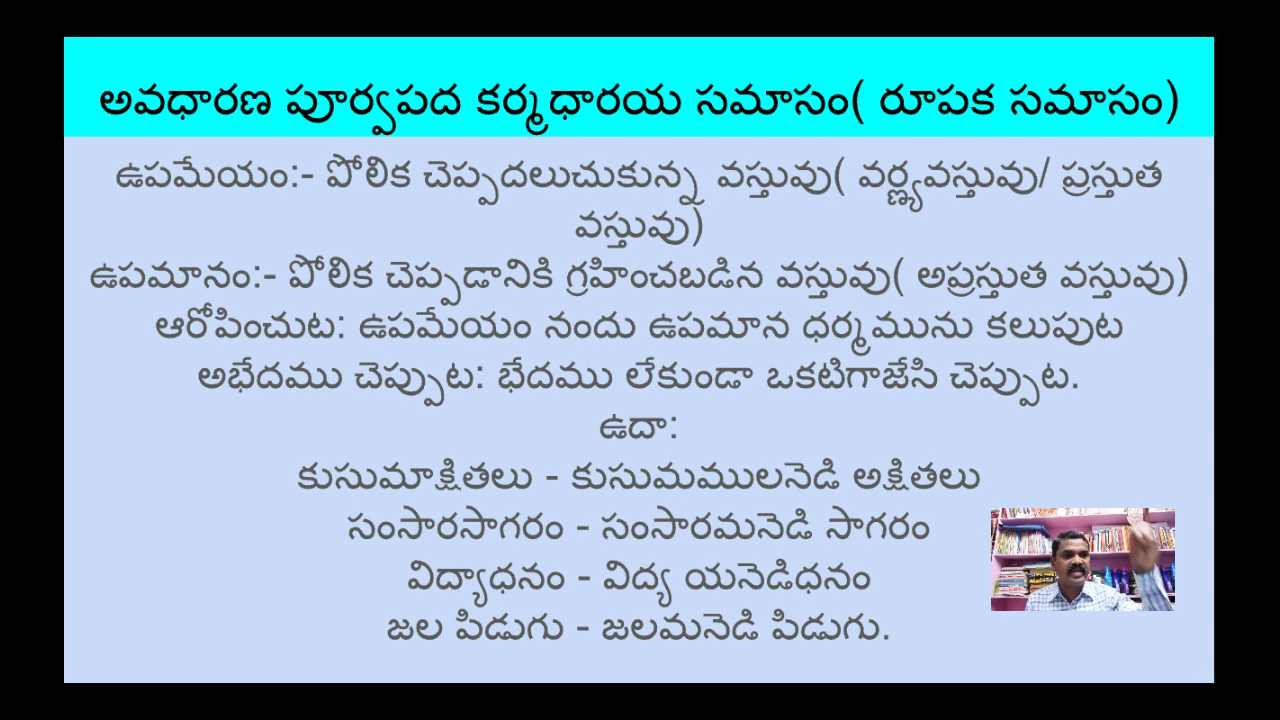 అవధారణ పూర్వపద కర్మధారయ సమాసం( రూపక సమాసం)
ఉపమేయం:- పోలిక చెప్పదలుచుకున్న వస్తువు( వర్ణ్యవస్తువు/ ప్రస్తుత
వస్తువు)
ఉపమానం:- పోలిక చెప్పడానికి గ్రహించబడిన వస్తువు( అప్రస్తుత వస్తువు)
ఆరోపించుట: ఉపమేయం నందు ఉపమాన ధర్మమును కలుపుట
అభేదము చెప్పుట: భేదము లేకుండా ఒకటిగాజేసి చెప్పుట.
ఉదా:
కుసుమాక్షితలు - కుసుమములనెడి అక్షితలు
సంసారసాగరం - సంసారమనెడి సాగరం
విద్యాధనం - విద్య యనెడిధనం
జల పిడుగు - జలమనెడి పిడుగు.